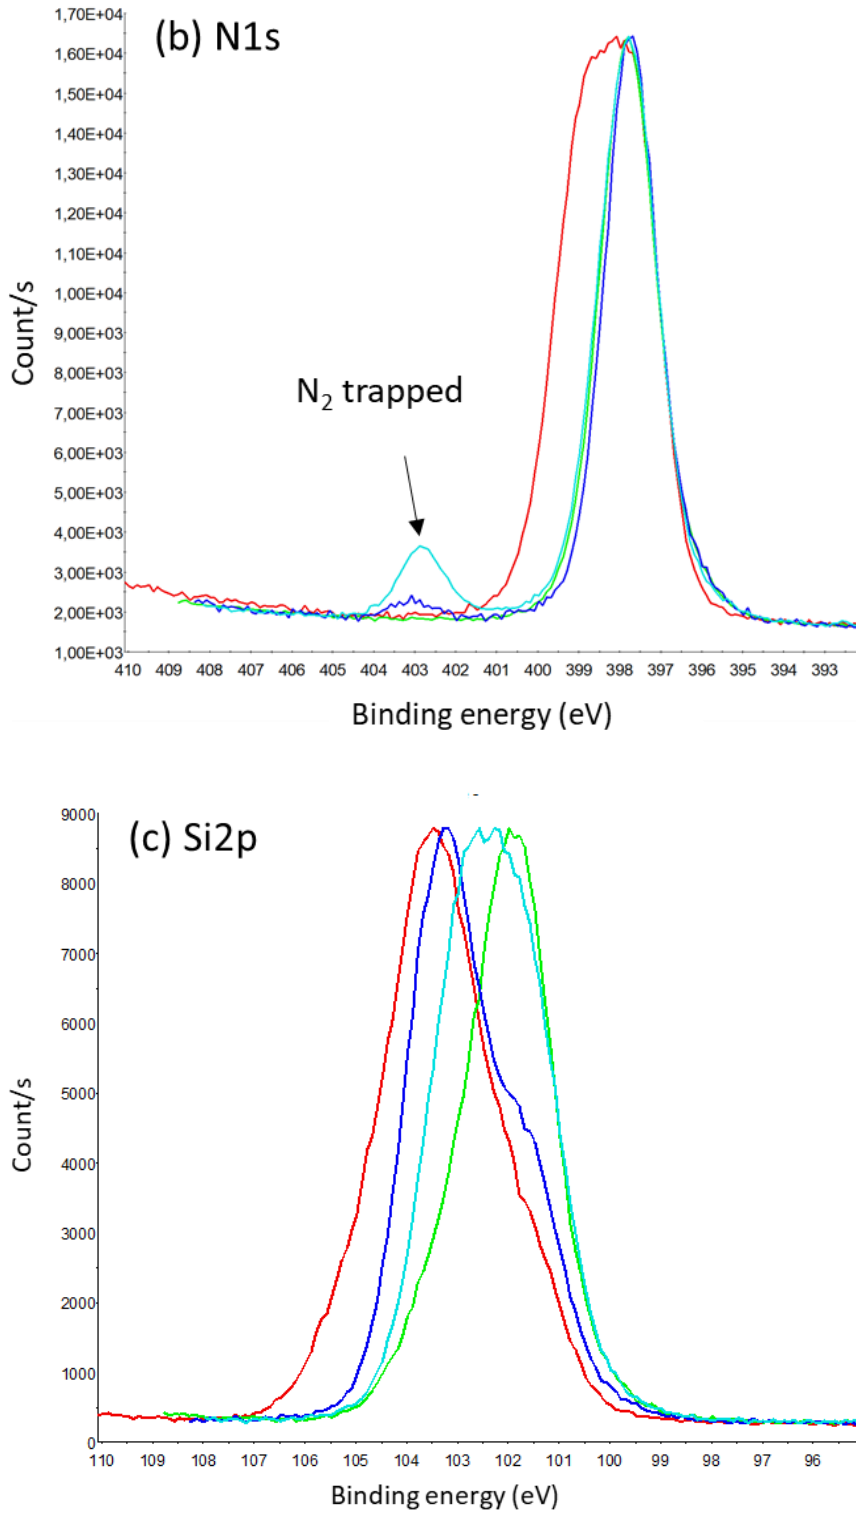 (b) N1s
1,70E+04
1,60E+04
1,50E+04
1,40E+04
1,30E+04
1,20E+04
1,10E+04
1,00E+04
9,00E+03
8,00E+03
7,00E+03
6,00E+03
5,00E+03
4,00E+03
3,00E+03
2,00E+03
1,00E+03
Count/s
N₂ trapped
410 409 408 407 406 405 404 403 402 401 400 399 398 397 396 395 394 393
Binding energy (eV)
(c) Si2p
9000
8000
7000
6000
5000
4000
3000
2000
1000
0
Count/s
110 109 108 107 106 105 104 103 102 101 100 99 98 97 96
Binding energy (eV)